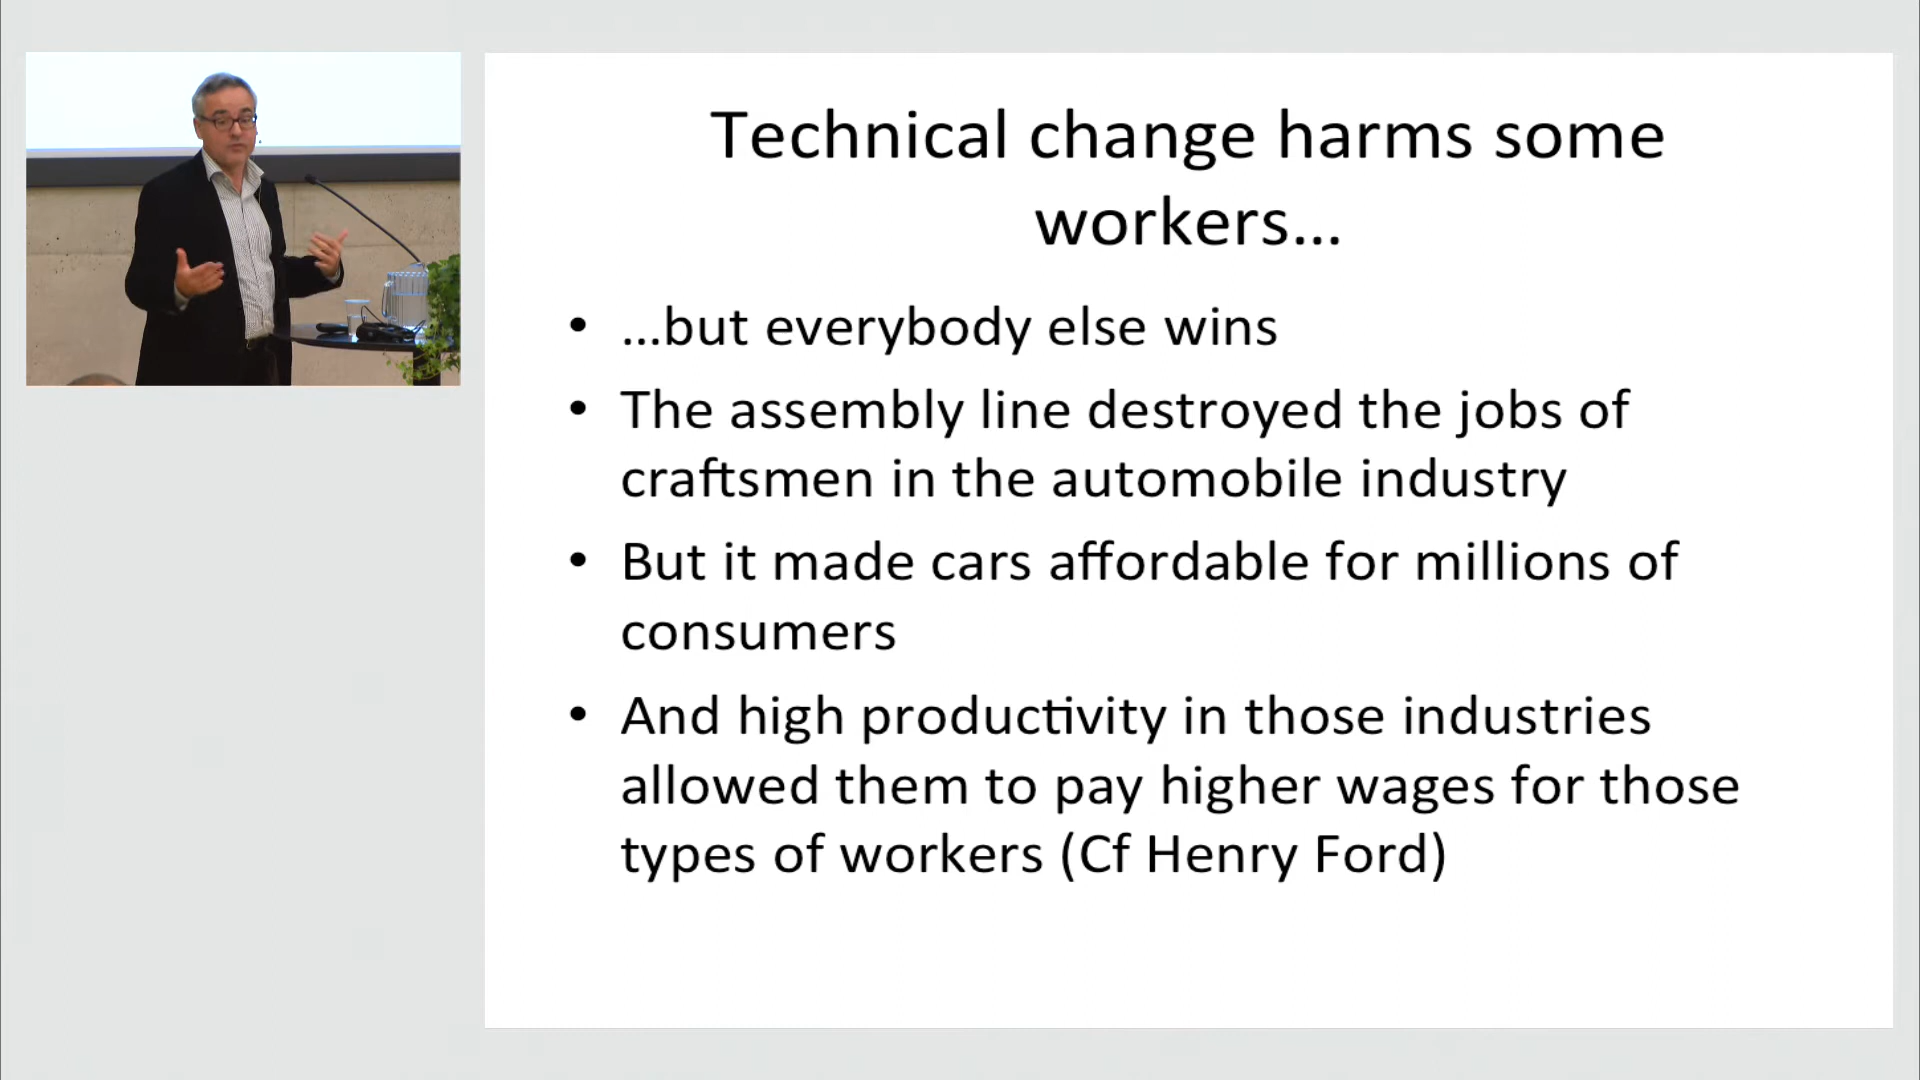 Technical change harms some
workers...
• ...but everybody else wins
• The assembly line destroyed the jobs of
craftsmen in the automobile industry
• But it made cars affordable for millions of
consumers
• And high productivity in those industries
allowed them to pay higher wages for those
types of workers (Cf Henry Ford)